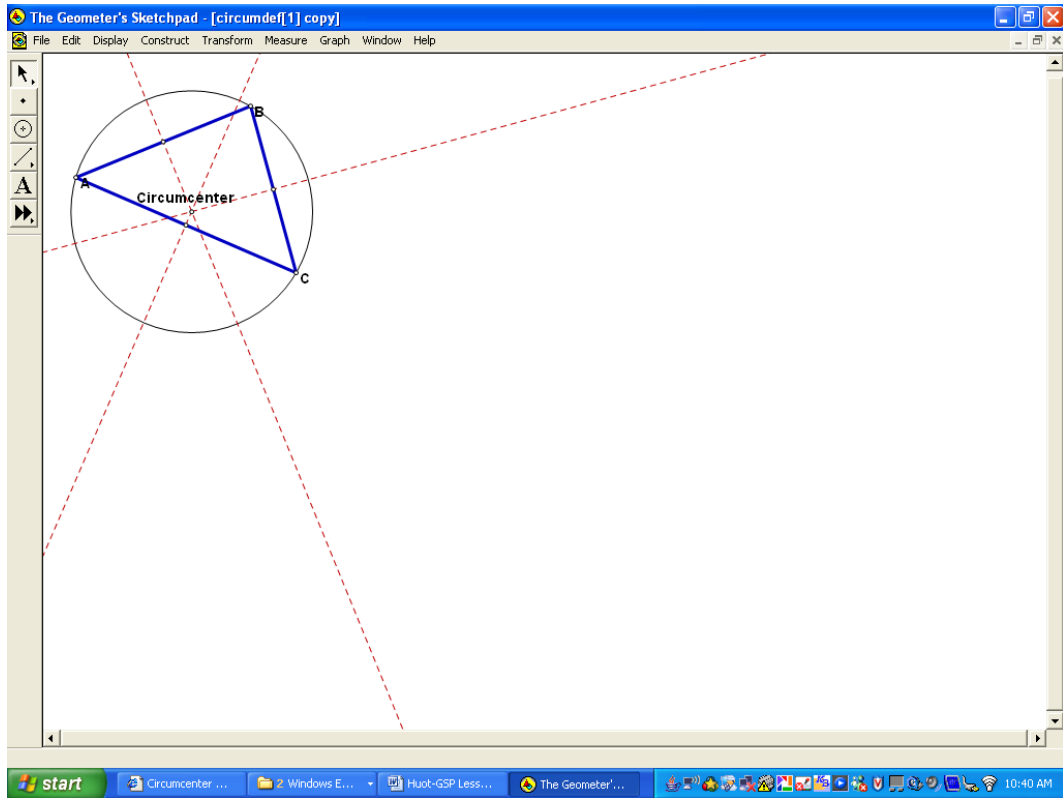 The Geometer's Sketchpad - [circumdef[1] copy]
File Edit Display Construct Transform Measure Graph Window Help
A
B
A
Circumcenter
C
start
Circumcenter ...
2 Windows E...
Huot-GSP Less...
The Geometer'...
10:40 AM